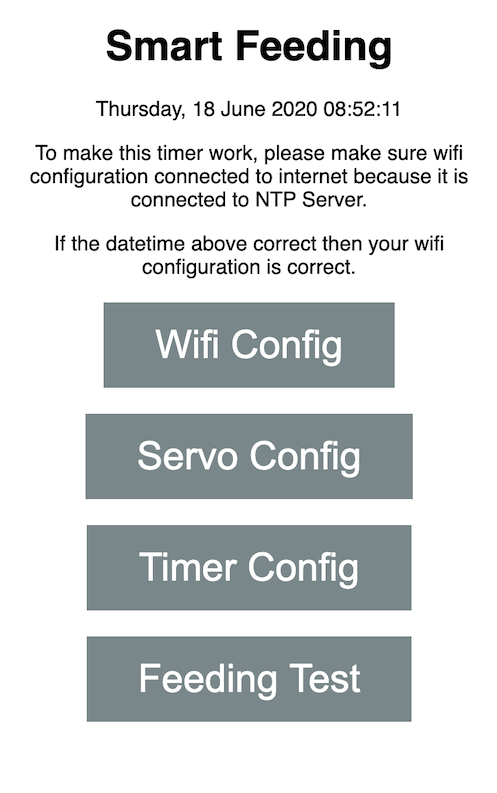 Smart Feeding
Thursday, 18 June 2020 08:52:11
To make this timer work, please make sure wifi
configuration connected to internet because it is
connected to NTP Server.
If the datetime above correct then your wifi
configuration is correct.
Wifi Config
Servo Config
Timer Config
Feeding Test